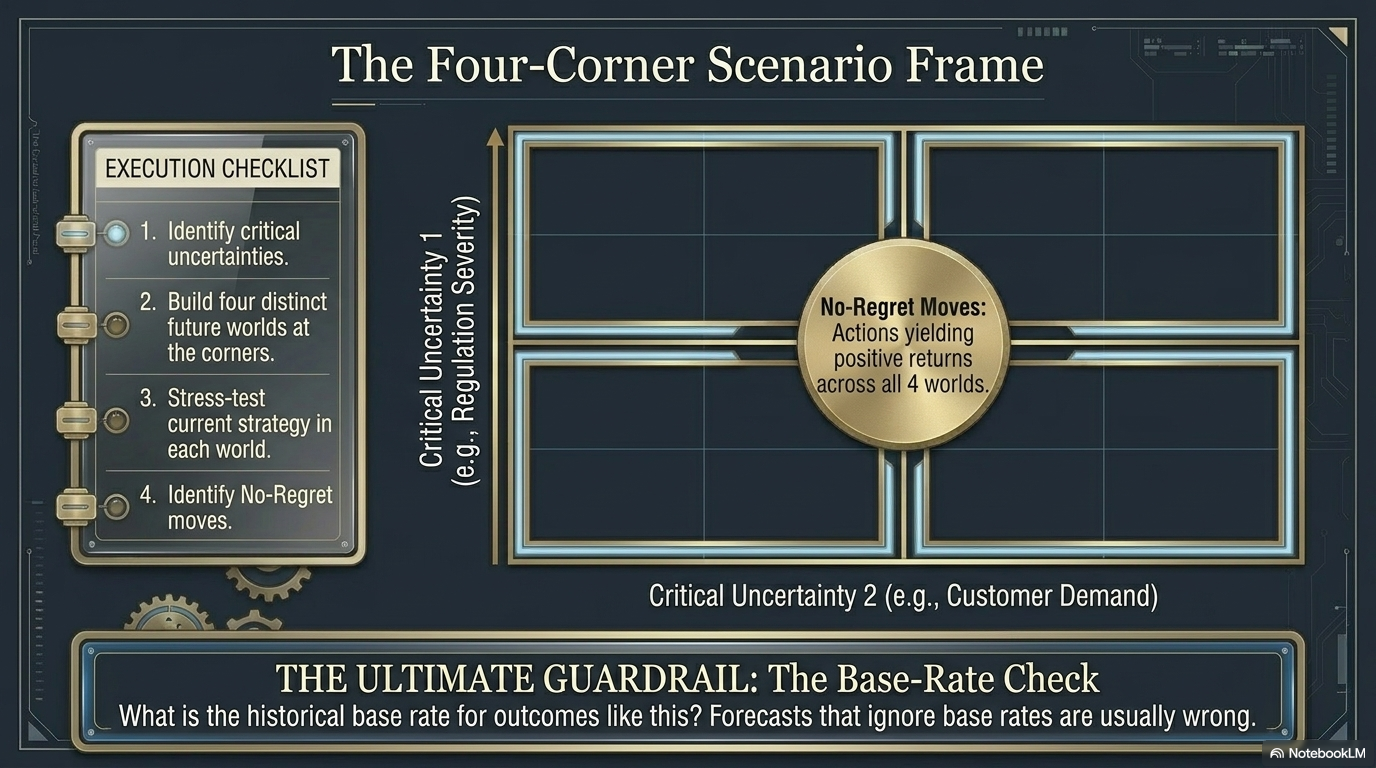 The Four-Corner Scenario Frame
EXECUTION CHECKLIST
1. Identify critical
uncertainties.
2. Build four distinct
future worlds at
the corners.
3. Stress-test
current strategy in
each world.
4. Identify No-Regret
moves.
Critical Uncertainty 1
(e.g., Regulation Severity)
No-Regret Moves:
Actions yielding
positive returns
across all 4 worlds.
Critical Uncertainty 2 (e.g., Customer Demand)
THE ULTIMATE GUARDRAIL: The Base-Rate Check
What is the historical base rate for outcomes like this? Forecasts that ignore base rates are usually wrong.
NotebookLM